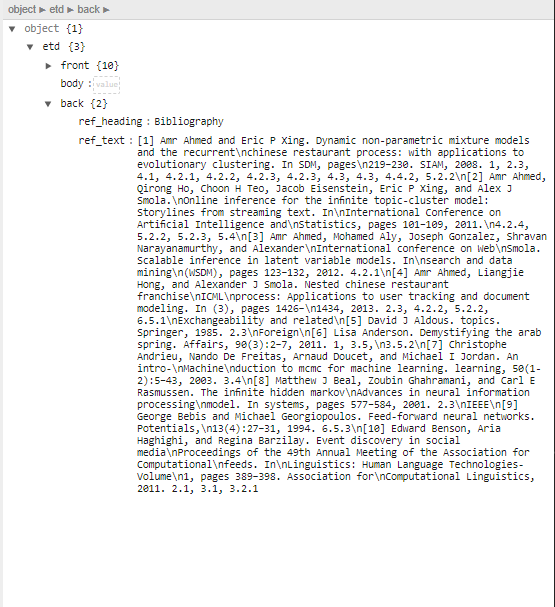 object ▶ etd ▶ back ▶
▼ object {1}
▼ etd {3}
▶ front {10}
body : value
▼ back {2}
ref_heading : Bibliography
ref_text : [1] Amr Ahmed and Eric P Xing. Dynamic non-parametric mixture models
and the recurrent\nchinese restaurant process: with applications to
evolutionary clustering. In SDM, pages\n219–230. SIAM, 2008. 1, 2.3,
4.1, 4.2.1, 4.2.2, 4.2.3, 4.2.3, 4.3, 4.3, 4.4.2, 5.2.2\n[2] Amr Ahmed,
Qirong Ho, Choon H Teo, Jacob Eisenstein, Eric P Xing, and Alex J
Smola.\nOnline inference for the infinite topic-cluster model:
Storylines from streaming text. In\nInternational Conference on
Artificial Intelligence and\nStatistics, pages 101–109, 2011.\n4.2.4,
5.2.2, 5.2.3, 5.4\n[3] Amr Ahmed, Mohamed Aly, Joseph Gonzalez, Shravan
Narayanamurthy, and Alexander\nInternational conference on Web\nSmola.
Scalable inference in latent variable models. In\nsearch and data
mining\n(WSDM), pages 123–132, 2012. 4.2.1\n[4] Amr Ahmed, Liangjie
Hong, and Alexander J Smola. Nested chinese restaurant
franchise\nICML\nprocess: Applications to user tracking and document
modeling. In (3), pages 1426–\n1434, 2013. 2.3, 4.2.2, 5.2.2,
6.5.1\nExchangeability and related\n[5] David J Aldous. topics.
Springer, 1985. 2.3\nForeign\n[6] Lisa Anderson. Demystifying the arab
spring. Affairs, 90(3):2–7, 2011. 1, 3.5,\n3.5.2\n[7] Christophe
Andrieu, Nando De Freitas, Arnaud Doucet, and Michael I Jordan. An
intro-\nMachine\nduction to mcmc for machine learning. learning, 50(1-
2):5–43, 2003. 3.4\n[8] Matthew J Beal, Zoubin Ghahramani, and Carl E
Rasmussen. The infinite hidden markov\nAdvances in neural information
processing\nmodel. In systems, pages 577–584, 2001. 2.3\nIEEE\n[9]
George Bebis and Michael Georgiopoulos. Feed-forward neural networks.
Potentials,\n13(4):27–31, 1994. 6.5.3\n[10] Edward Benson, Aria
Haghighi, and Regina Barzilay. Event discovery in social
media\nProceedings of the 49th Annual Meeting of the Association for
Computational\nfeeds. In\nLinguistics: Human Language Technologies-
Volume\n1, pages 389–398. Association for\nComputational Linguistics,
2011. 2.1, 3.1, 3.2.1